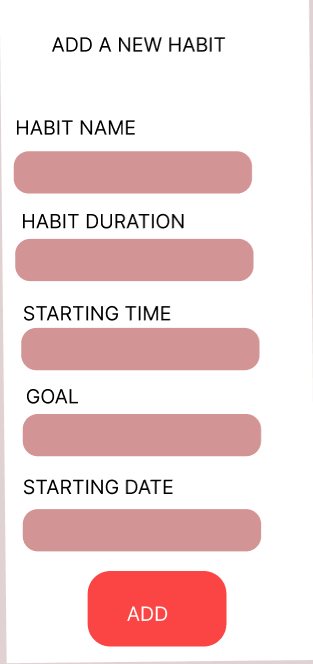 ADD A NEW HABIT
HABIT NAME
HABIT DURATION
STARTING TIME
GOAL
STARTING DATE
ADD